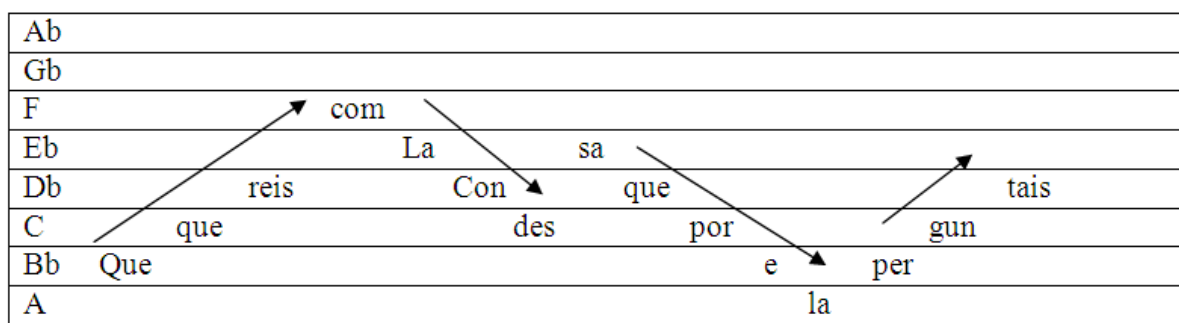 Ab
Gb
F com
Eb La sa
Db reis Con que tais
C que des por gun
Bb Que e per
A la